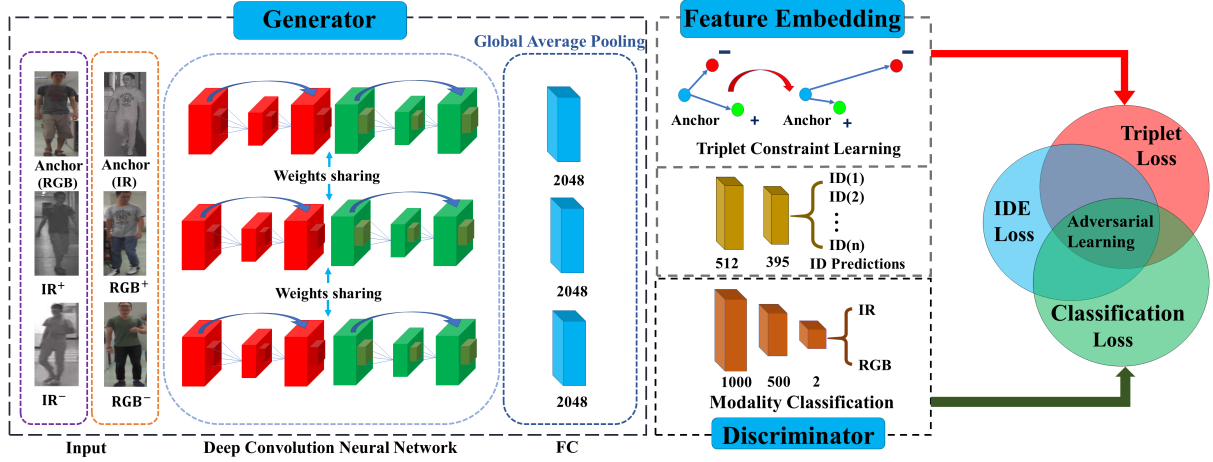 Generator
Global Average Pooling
Anchor
(RGB)
Anchor
(IR)
IR⁺
RGB⁺
IR⁻
RGB⁻
Weights sharing
Weights sharing
2048
2048
2048
Input
Deep Convolution Neural Network
FC
Feature Embedding
Anchor
+
Anchor
+
Triplet Constraint Learning
ID(1)
ID(2)
ID(n)
512
395
ID Predictions
IR
RGB
1000
500
2
Modality Classification
Discriminator
Triplet
Loss
IDE
Loss
Adversarial
Learning
Classification
Loss